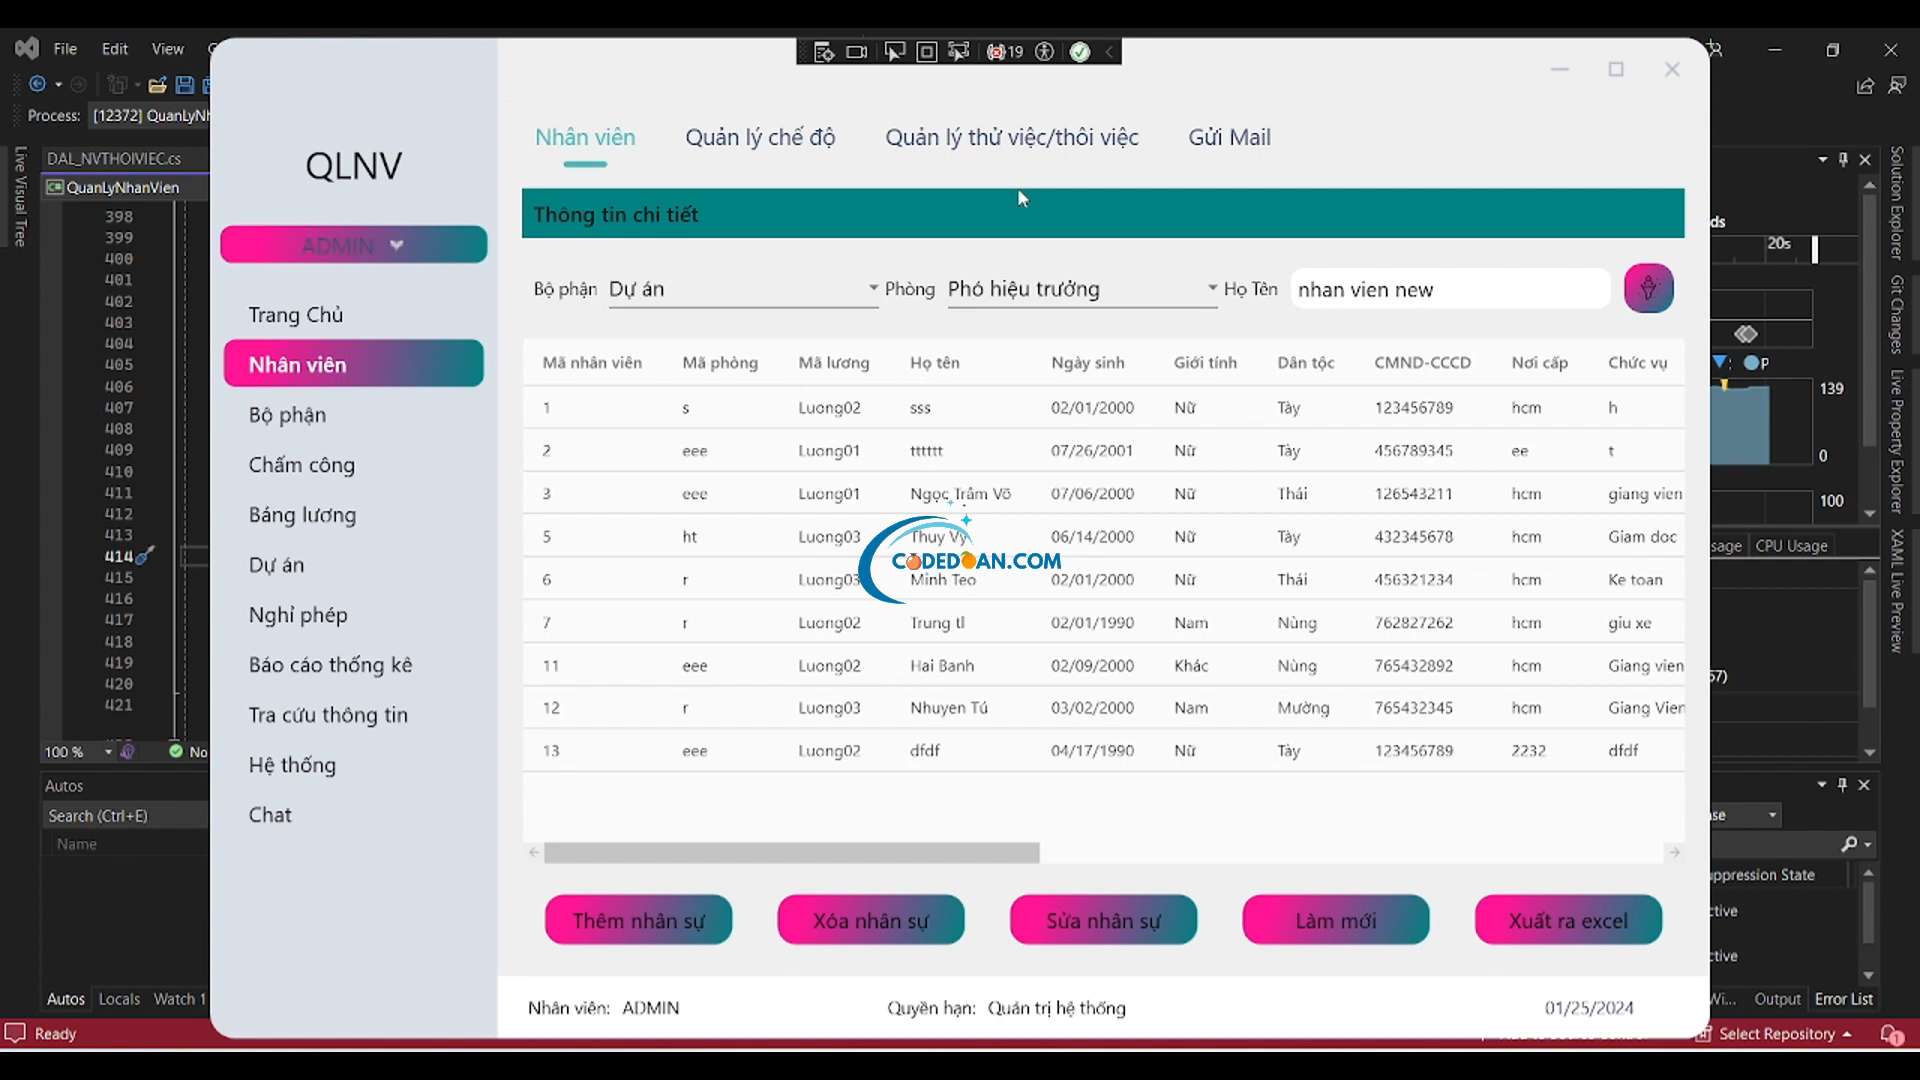 File Edit View
19
Process: [12372] QuanLyNh
QLNV
ADMIN
Trang Chủ
Nhân viên
Bộ phận
Chấm công
Bảng lương
Dự án
Nghỉ phép
Báo cáo thống kê
Tra cứu thông tin
Hệ thống
Chat
Nhân viên Quản lý chế độ Quản lý thử việc/thôi việc Gửi Mail
Thông tin chi tiết
Bộ phận Dự án Phòng Phó hiệu trưởng Họ Tên nhan vien new
Mã nhân viên Mã phòng Mã lương Họ tên Ngày sinh Giới tính Dân tộc CMND-CCCD Nơi cấp Chức vụ
1 s Luong02 sss 02/01/2000 Nữ Tày 123456789 hcm h
2 eee Luong01 tttttt 07/26/2001 Nữ Tày 456789345 ee t
3 eee Luong01 Ngọc Trâm Võ 07/06/2000 Nữ Thái 126543211 hcm giang vien
5 ht Luong03 Thuy Vy 06/14/2000 Nữ Tày 432345678 hcm Giam doc
CODEDOAN.COM
6 r Luong03 Minh Teo 02/01/2000 Nữ Thái 456321234 hcm Ke toan
7 r Luong02 Trung tl 02/01/1990 Nam Nùng 762827262 hcm giu xe
11 eee Luong02 Hai Banh 02/09/2000 Khác Nùng 765432892 hcm Giang vien
12 r Luong03 Nhuyen Tú 03/02/2000 Nam Mường 765432345 hcm Giang Vien
13 eee Luong02 dfdf 04/17/1990 Nữ Tày 123456789 2232 dfdf
Thêm nhân sự Xóa nhân sự Sửa nhân sự Làm mới Xuất ra excel
Nhân viên: ADMIN Quyền hạn: Quản trị hệ thống 01/25/2024
Live Visual Tree
DAL_NVTHOIVIEC.cs
QuanLyNhanVien
398
399
400
401
402
403
404
405
406
407
408
409
410
411
412
413
414
415
416
417
418
419
420
421
100 % No
Autos
Search (Ctrl+E)
Name
Autos Locals Watch 1
Ready
ds
20s
P
139
0
100
sage CPU Usage
57)
se
uppression State
ctive
ctive
Wi... Output Error List
Select Repository
1
Solution Explorer
Git Changes
Live Property Explorer
XAML Live Preview